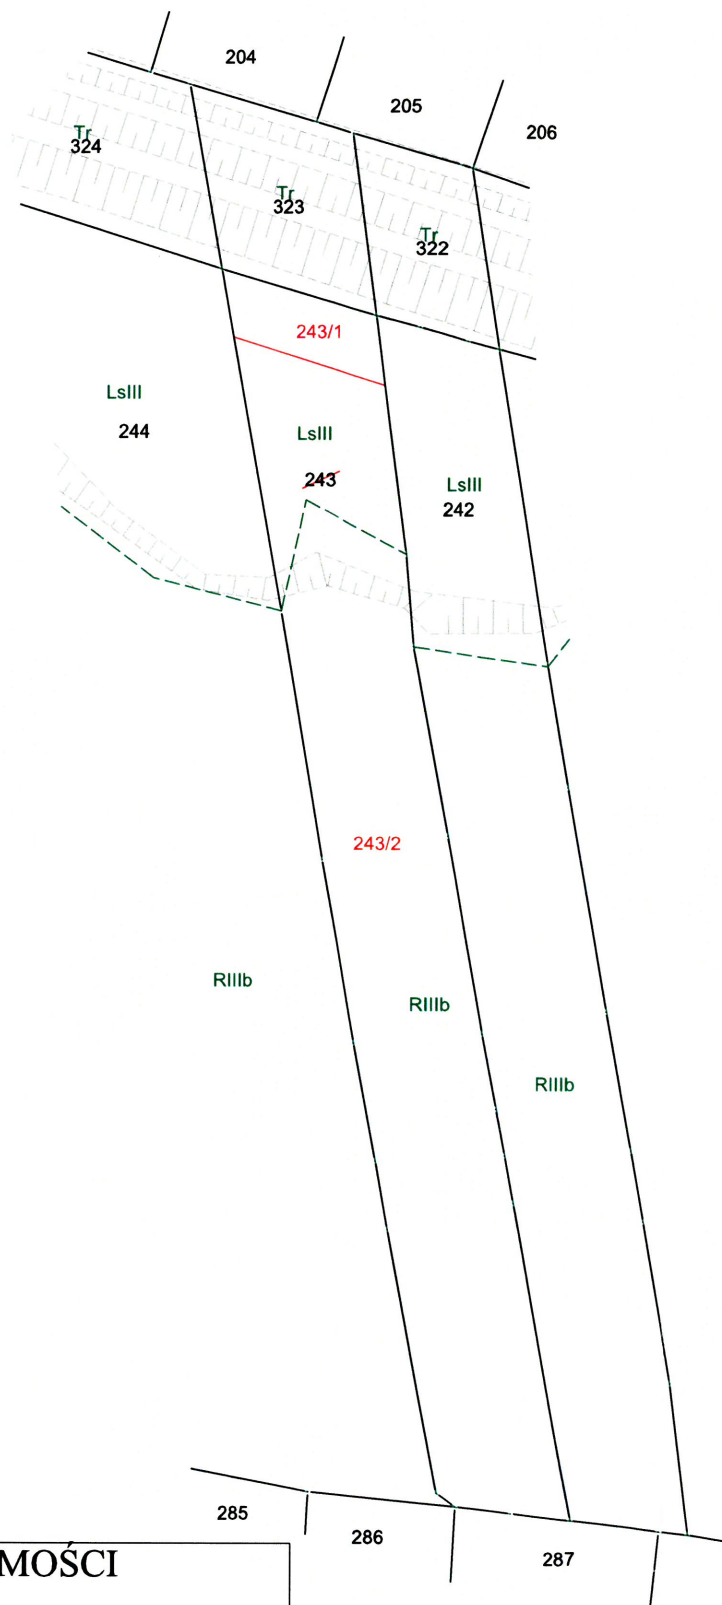 204
205
206
Tr
324
Tr
323
Tr
322
243/1
LsIII
244
LsIII
243
LsIII
242
243/2
RIIIb
RIIIb
RIIIb
285
286
287
MOŚCI